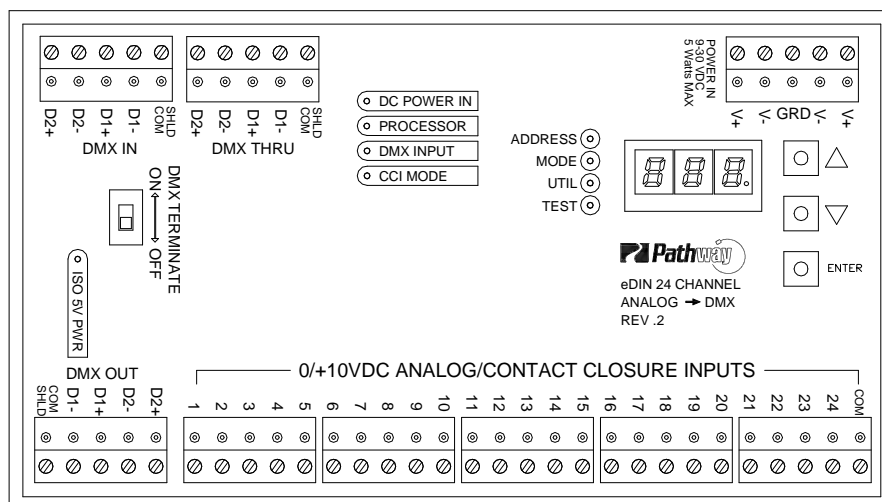 POWER IN
9-30 VDC
5 Watts MAX
D2+ D2- D1+ D1- COM SHLD
DMX IN
D2+ D2- D1+ D1- COM SHLD
DMX THRU
V+ V- GRD V- V+
DC POWER IN
PROCESSOR
DMX INPUT
CCI MODE
ADDRESS
MODE
UTIL
TEST
8 8 8.
DMX TERMINATE
ON
OFF
ENTER
Pathway
eDIN 24 CHANNEL
ANALOG → DMX
REV .2
ISO 5V PWR
DMX OUT
SHLD COM D1- D1+ D2- D2+
0/+10VDC ANALOG/CONTACT CLOSURE INPUTS
1 2 3 4 5 6 7 8 9 10 11 12 13 14 15 16 17 18 19 20 21 22 23 24 COM